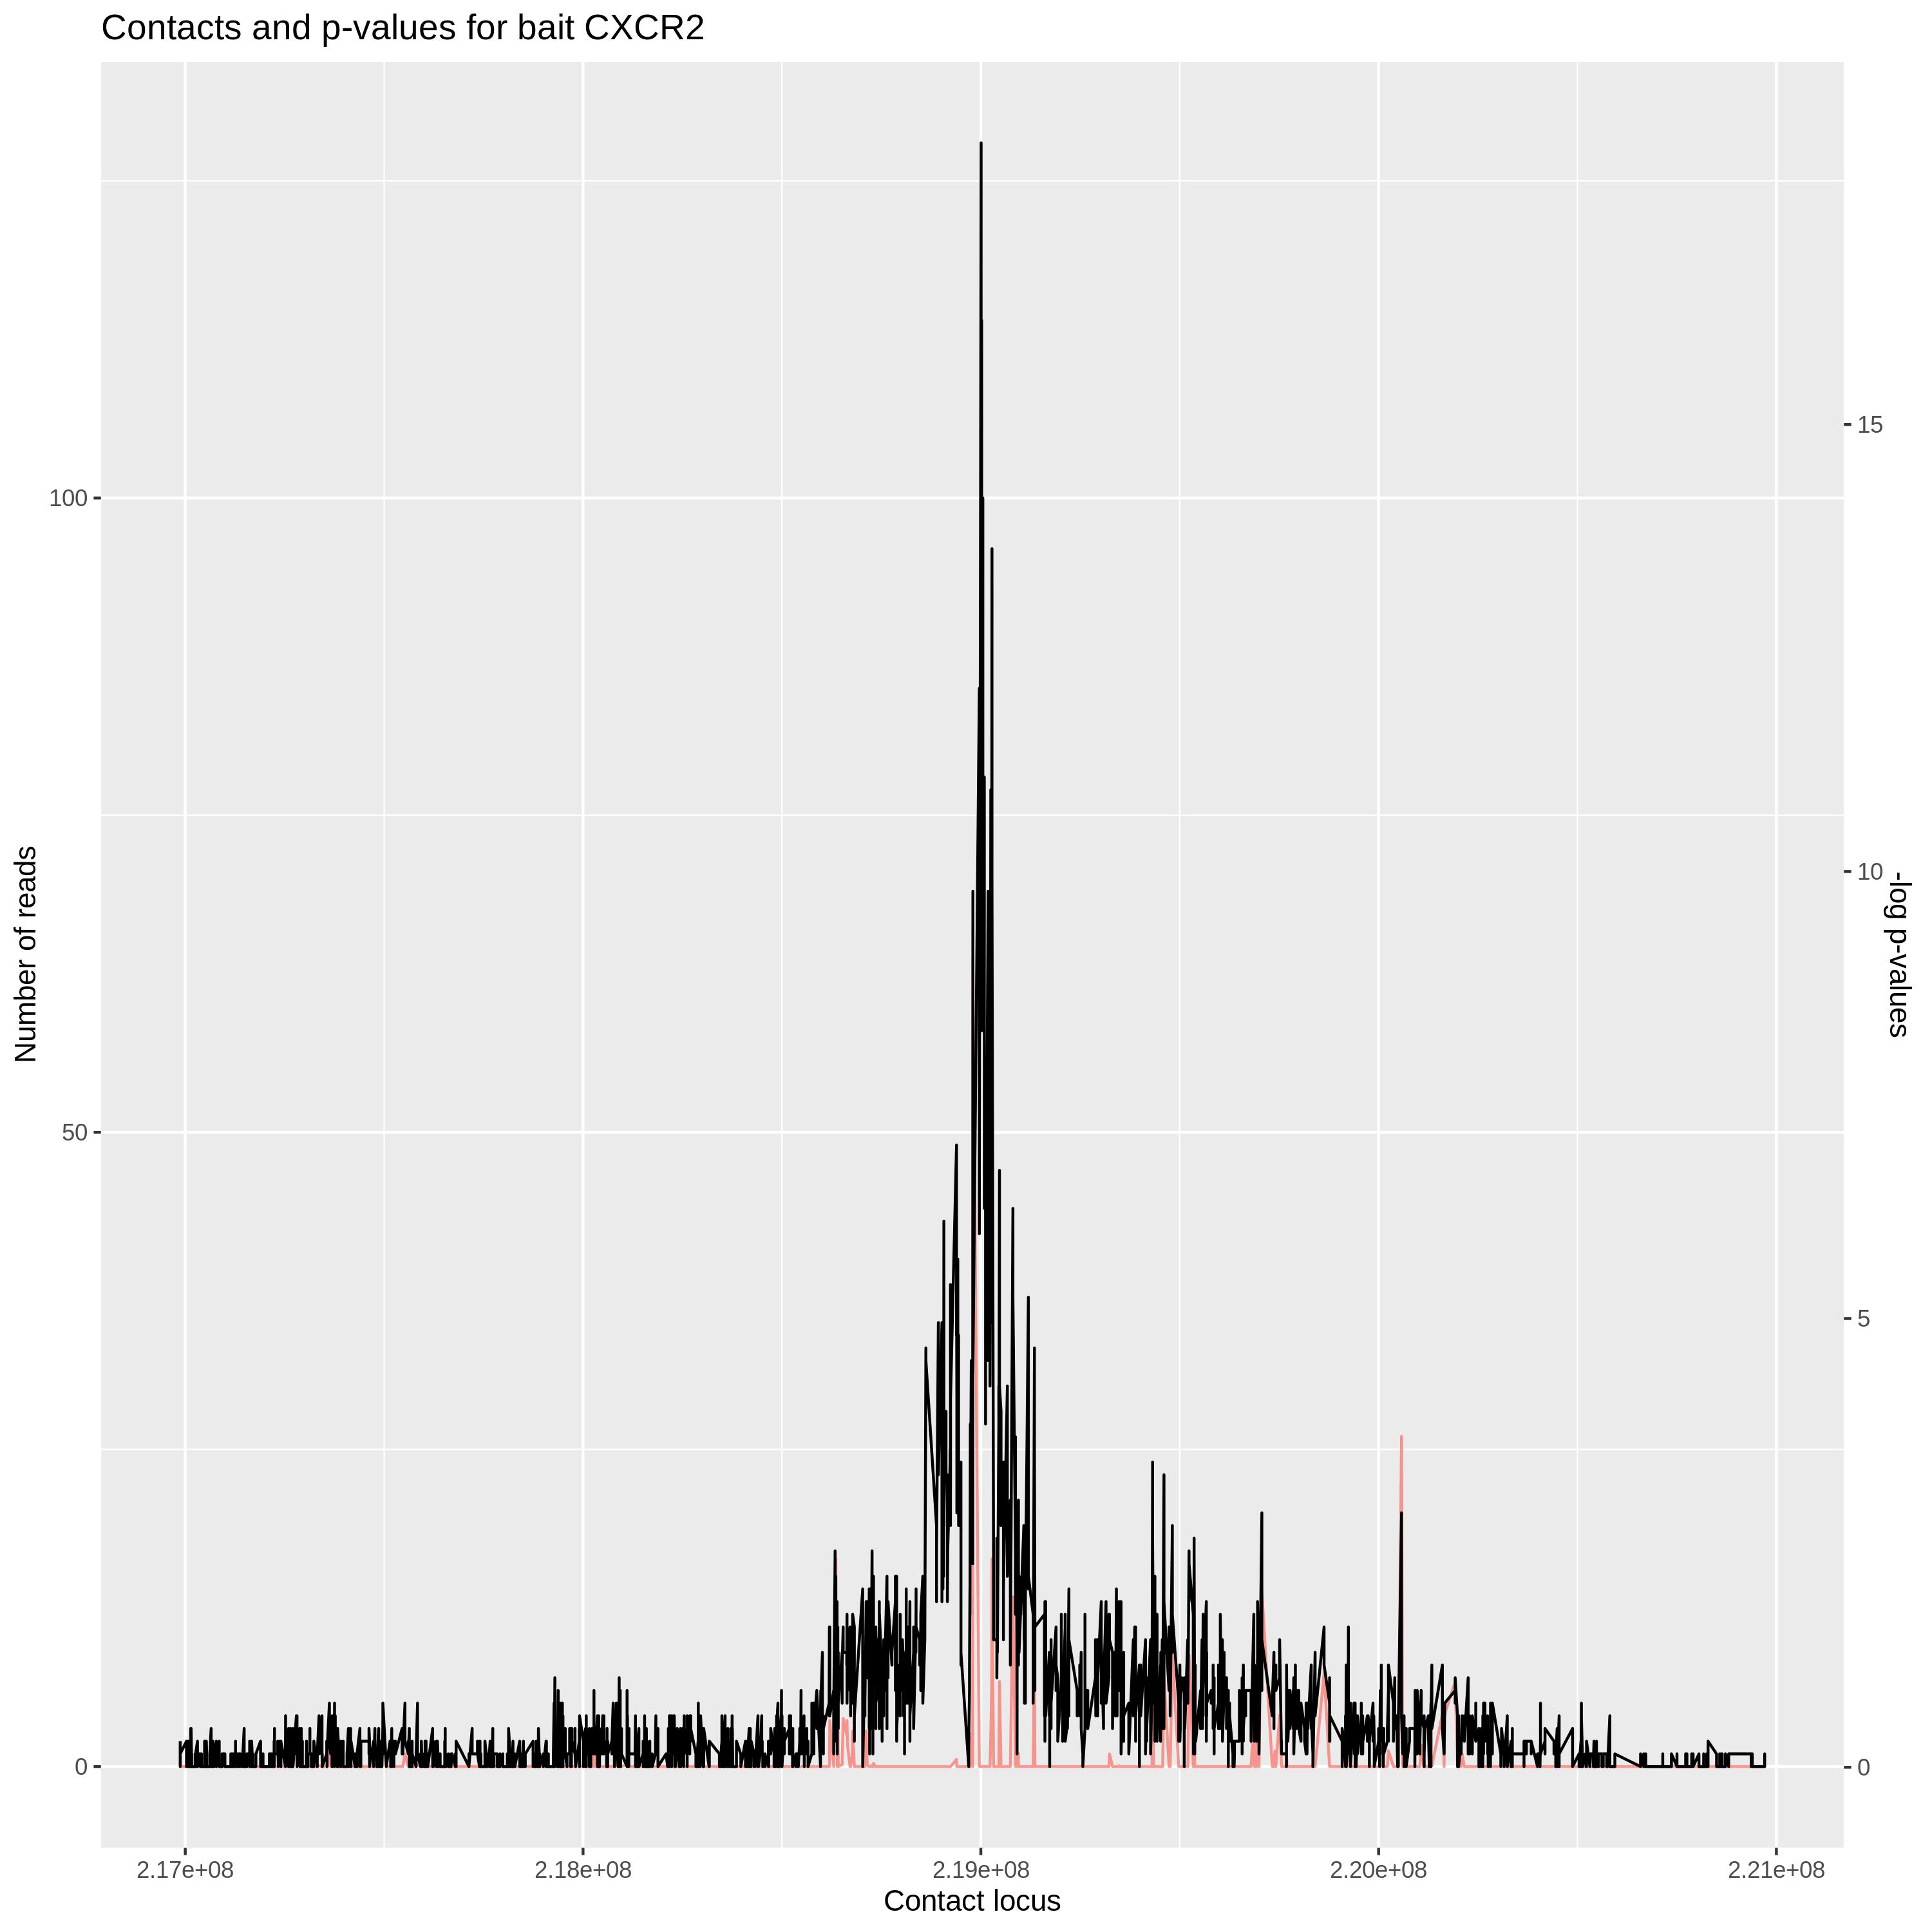 Contacts and p-values for bait CXCR2
Number of reads
100
50
0
15
10
5
0
-log p-values
2.17e+08
2.18e+08
2.19e+08
2.20e+08
2.21e+08
Contact locus